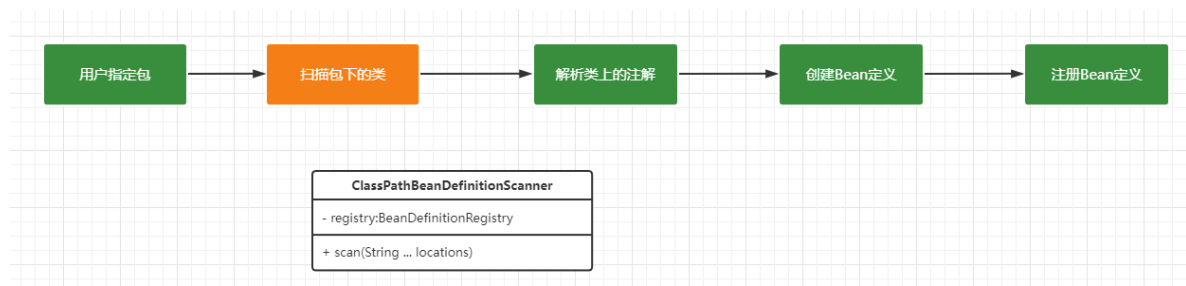 用户指定包
扫描包下的类
解析类上的注解
创建Bean定义
注册Bean定义
ClassPathBeanDefinitionScanner
- registry:BeanDefinitionRegistry
+ scan(String ... locations)